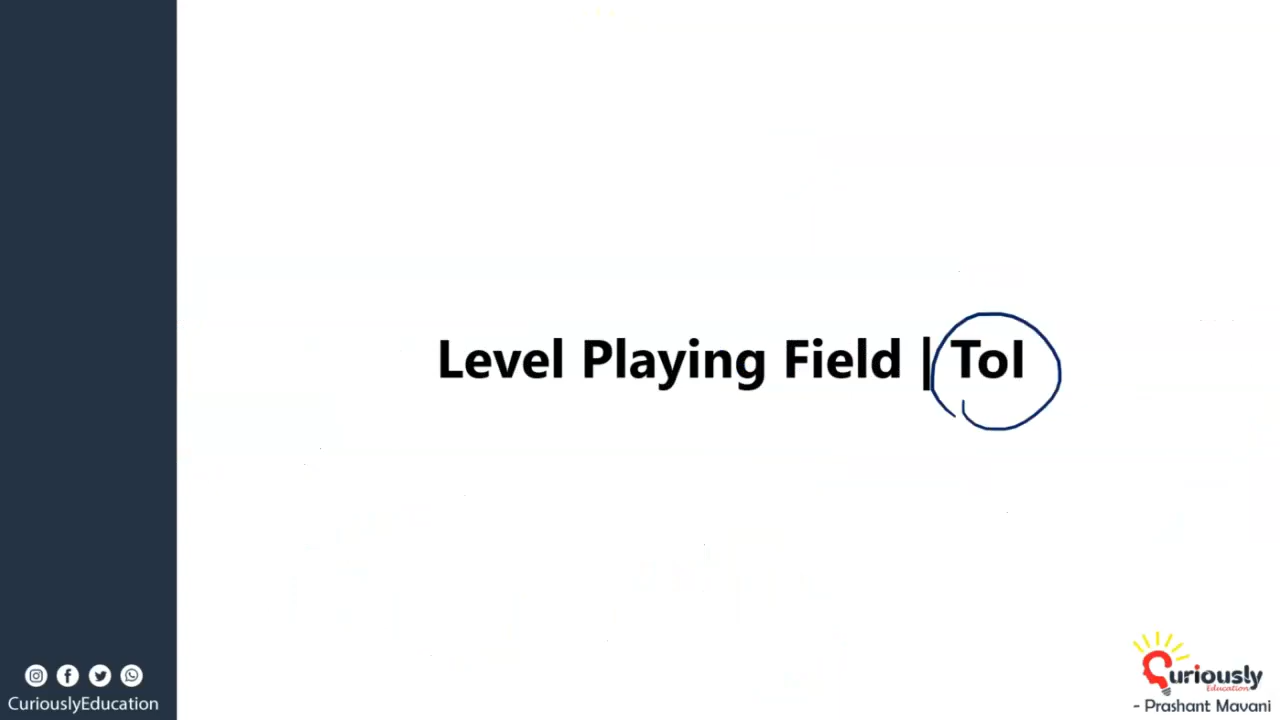 Level Playing Field | ToI
CuriouslyEducation
Curiously
Education
- Prashant Mavani